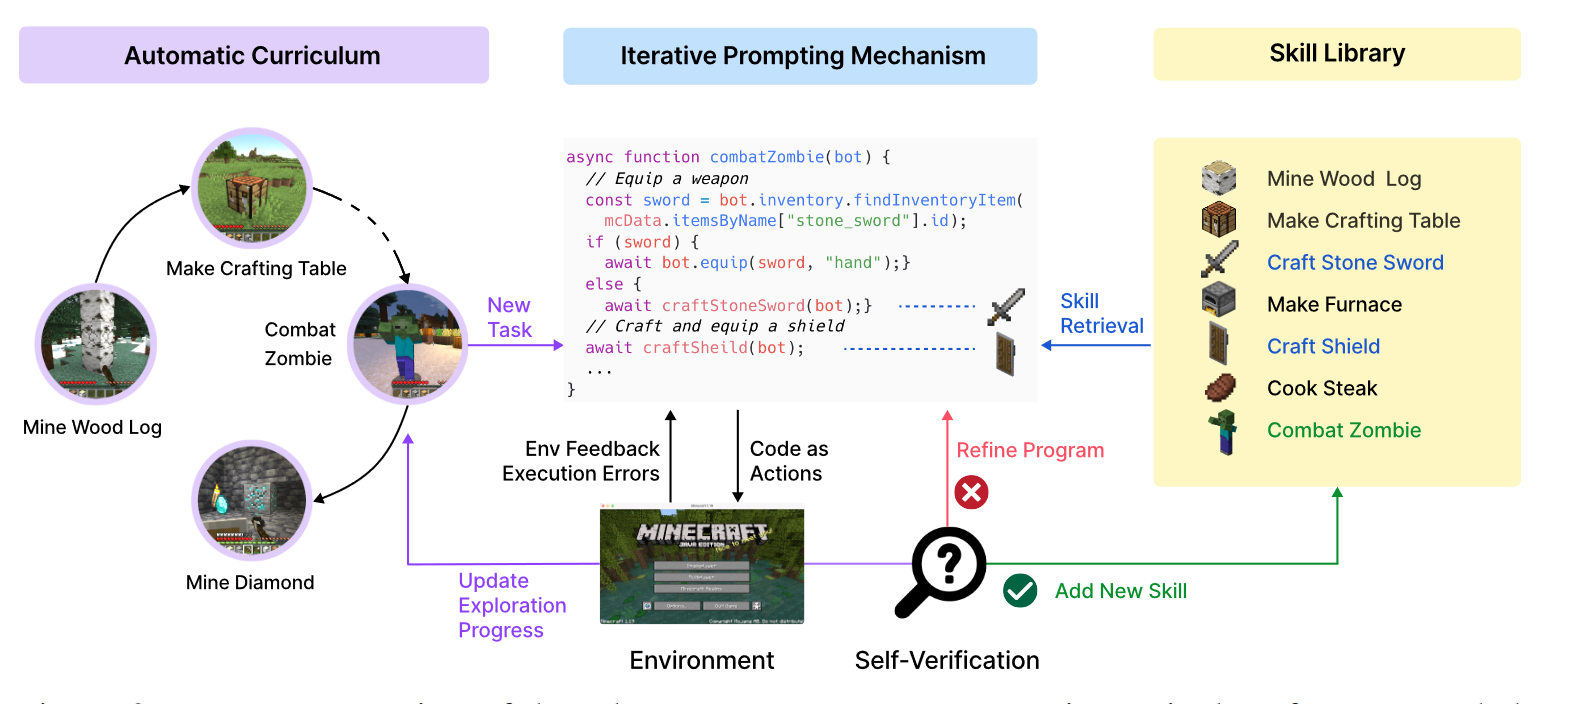 Automatic Curriculum
Iterative Prompting Mechanism
Skill Library
Make Crafting Table
Mine Wood Log
Combat
Zombie
Mine Diamond
New
Task
async function combatZombie(bot) {
// Equip a weapon
const sword = bot.inventory.findInventoryItem(
mcData.itemsByName["stone_sword"].id);
if (sword) {
await bot.equip(sword, "hand");}
else {
await craftStoneSword(bot);}
// Craft and equip a shield
await craftSheild(bot);
...
}
Skill
Retrieval
Mine Wood Log
Make Crafting Table
Craft Stone Sword
Make Furnace
Craft Shield
Cook Steak
Combat Zombie
Env Feedback
Execution Errors
Code as
Actions
Refine Program
Update
Exploration
Progress
MINECRAFT
JAVA EDITION
Add New Skill
Environment
Self-Verification